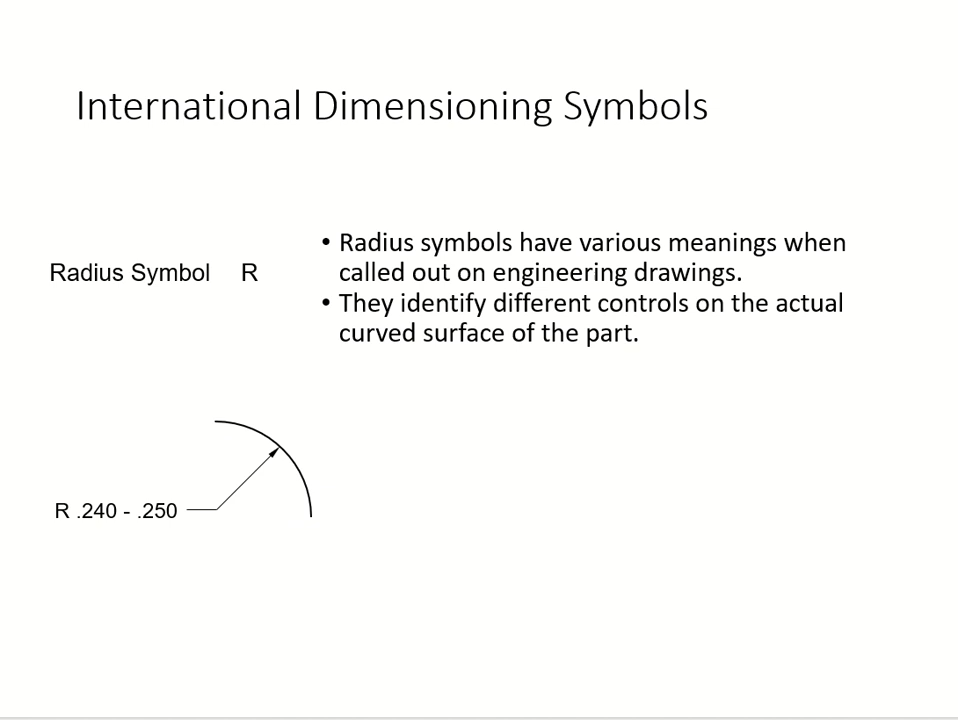 International Dimensioning Symbols
Radius Symbol R
• Radius symbols have various meanings when
called out on engineering drawings.
• They identify different controls on the actual
curved surface of the part.
R .240 - .250